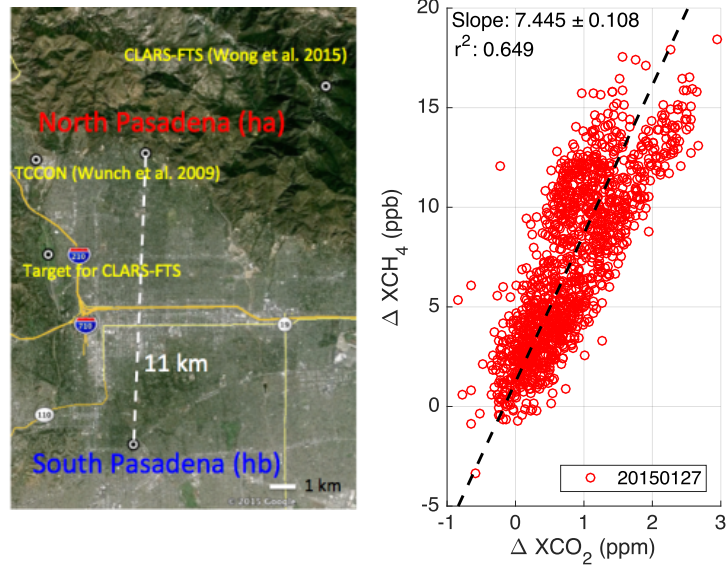 CLARS-FTS (Wong et al. 2015)
North Pasadena (ha)
TCCON (Wunch et al. 2009)
210
Target for CLARS-FTS
710
19
11 km
110
South Pasadena (hb)
1 km
© 2015 Google
Slope: 7.445 ± 0.108
r²: 0.649
20
15
10
5
0
-5
Δ XCH₄ (ppb)
20150127
-1 0 1 2 3
Δ XCO₂ (ppm)